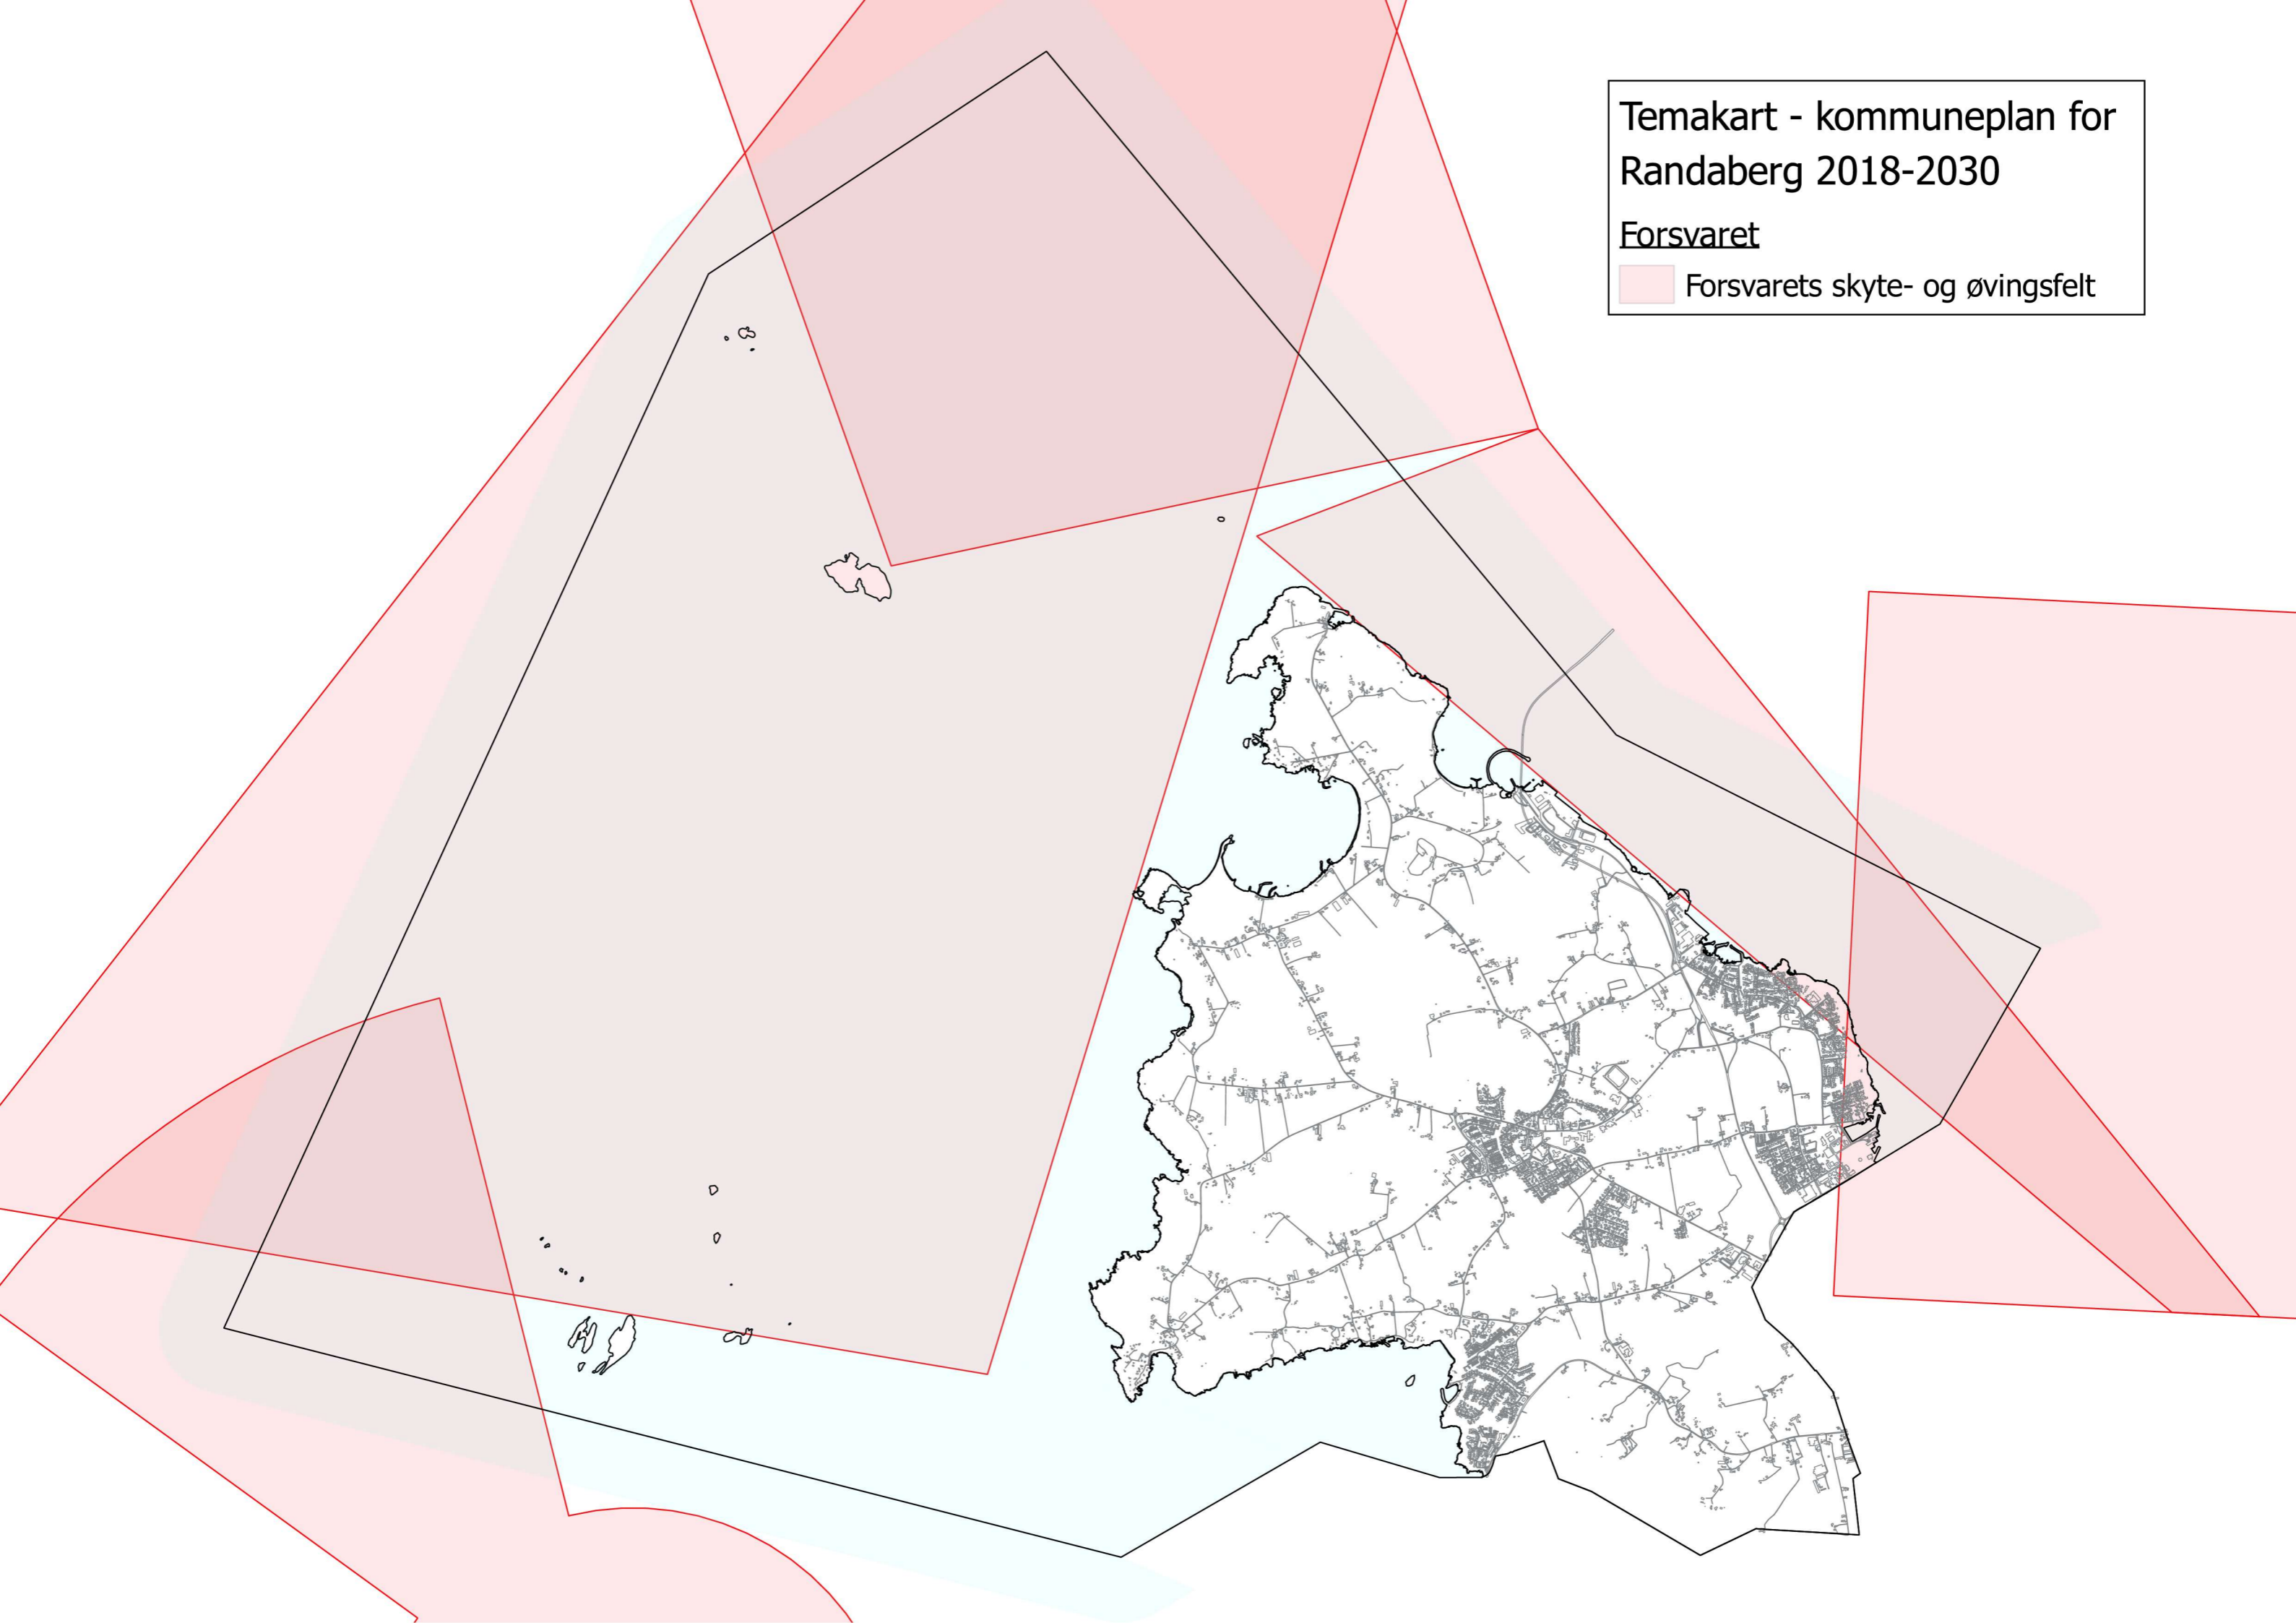 Temakart - kommuneplan for
Randaberg 2018-2030
Forsvaret
Forsvarets skyte- og øvingsfelt